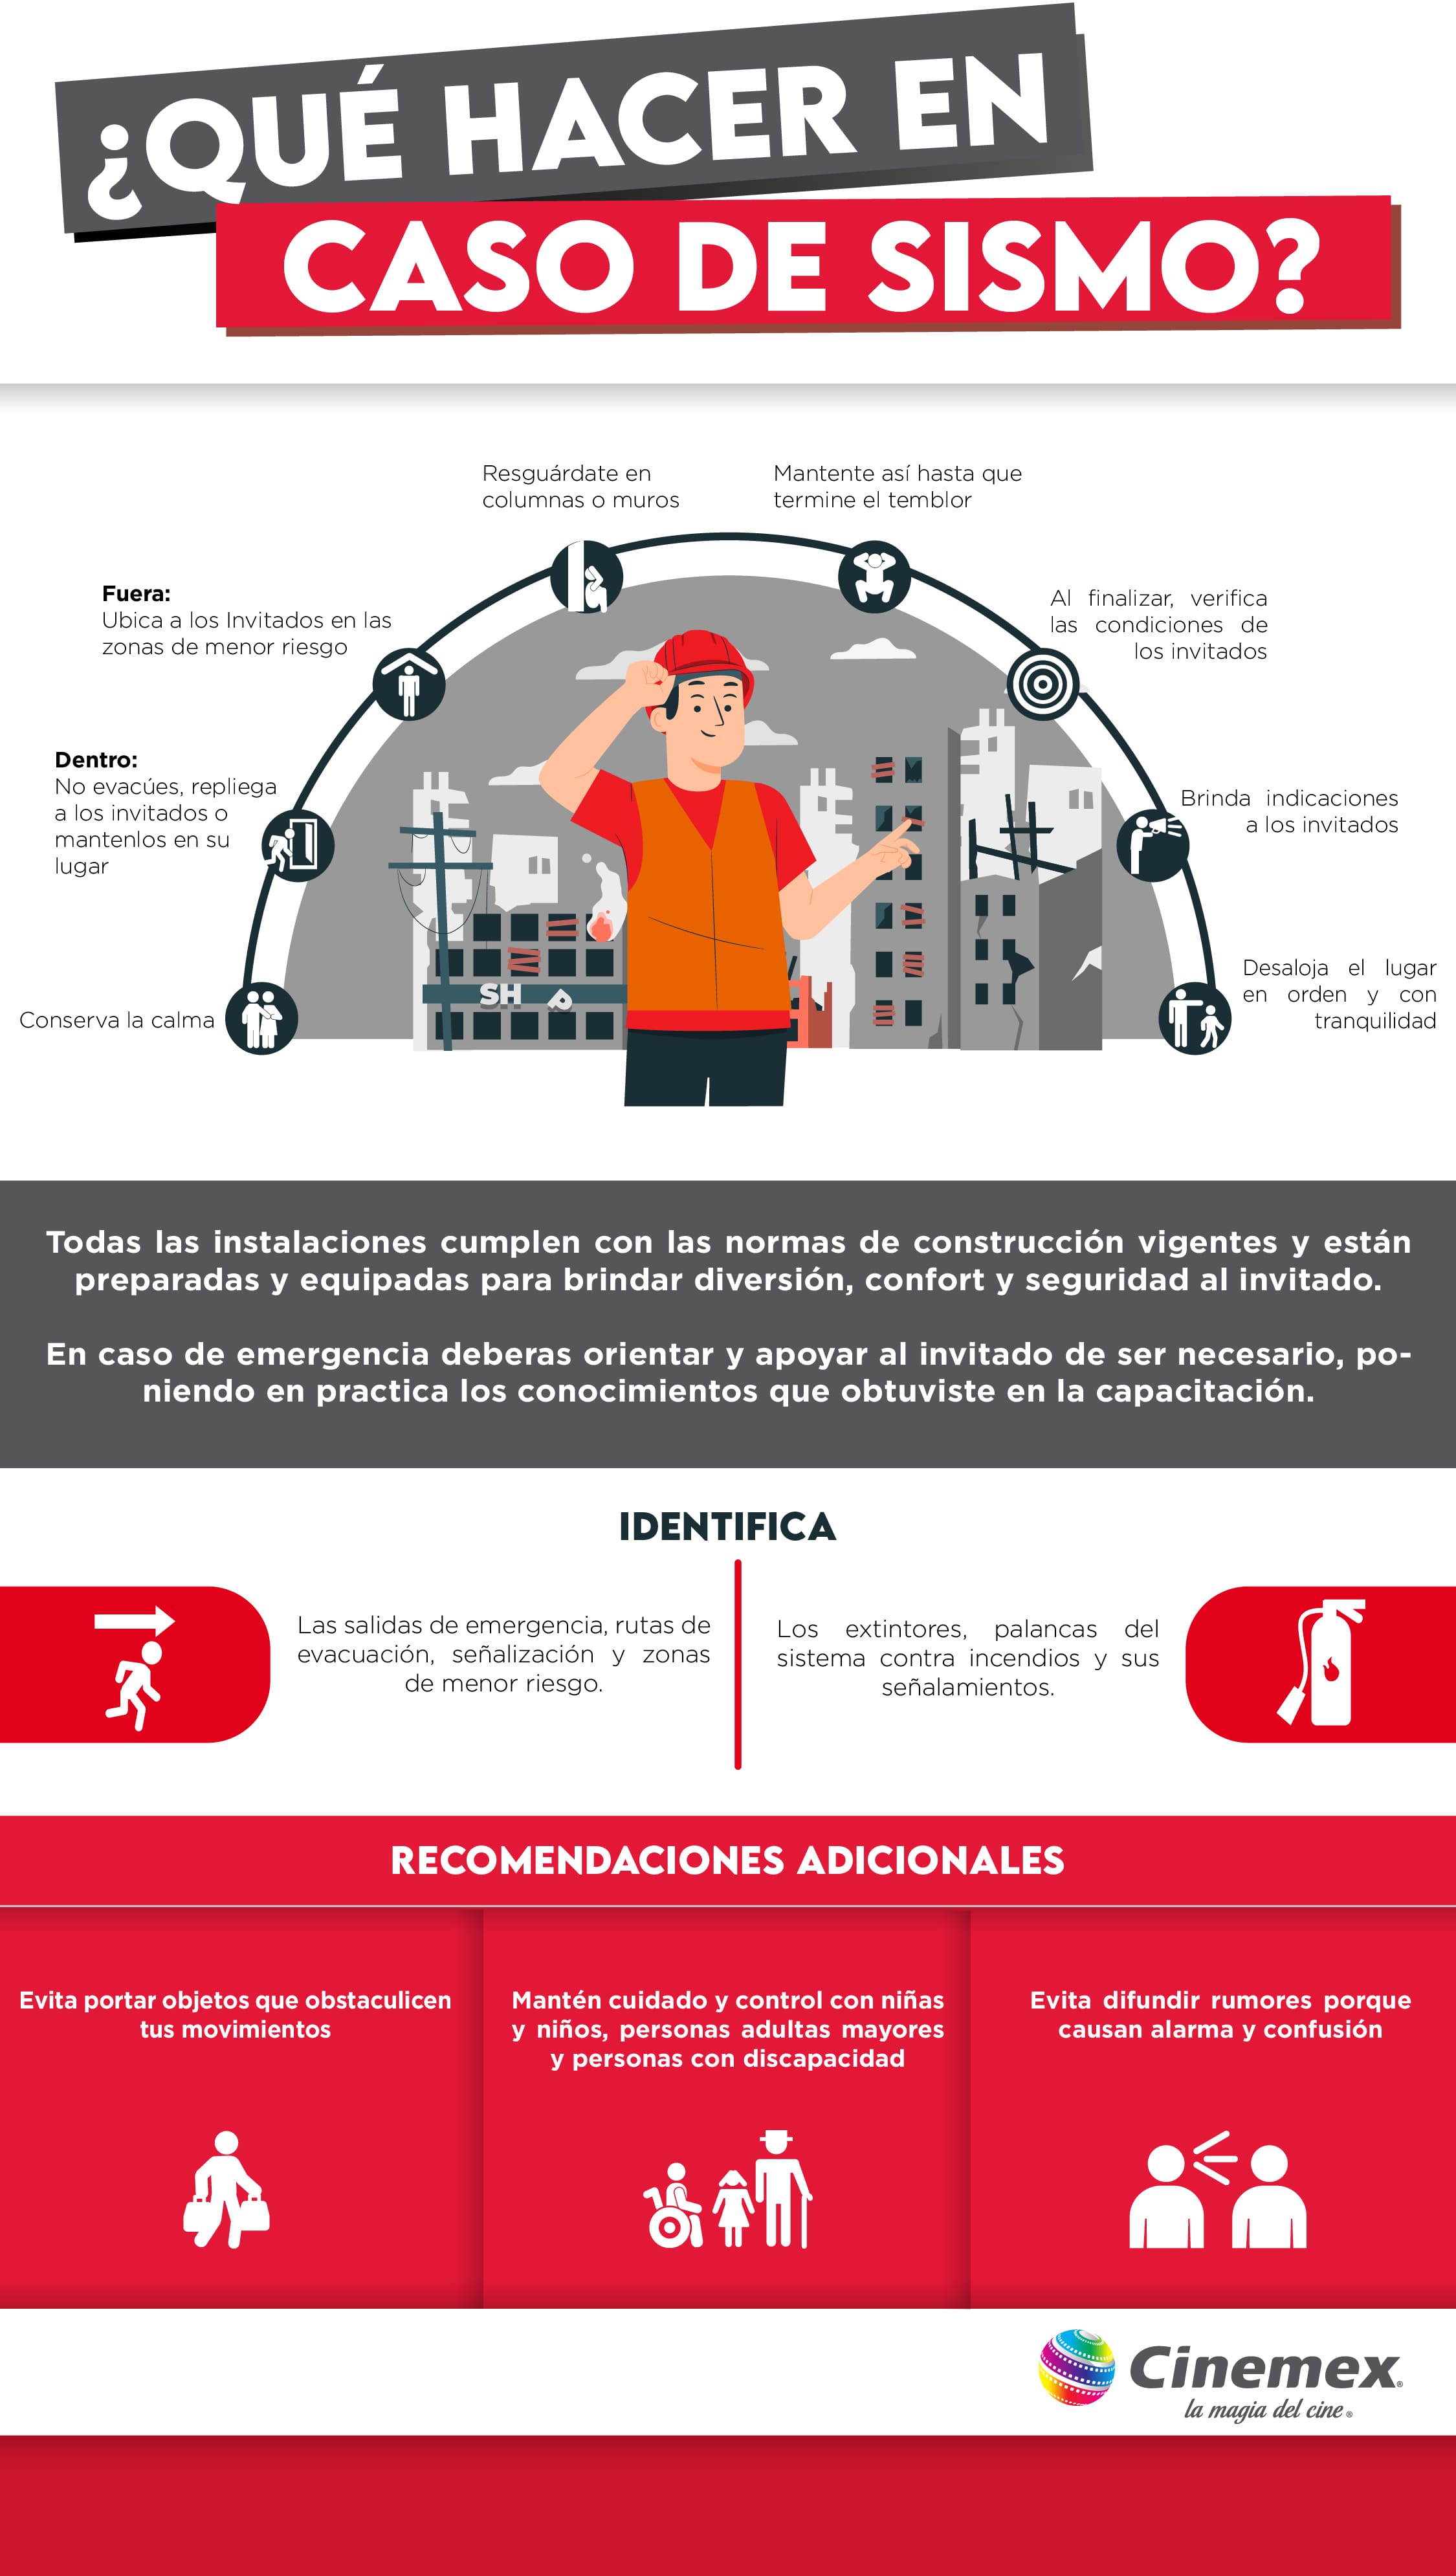 ¿QUÉ HACER EN
CASO DE SISMO?
Resguárdate en
columnas o muros
Mantente así hasta que
termine el temblor
Fuera:
Ubica a los Invitados en las
zonas de menor riesgo
Al finalizar, verifica
las condiciones de
los invitados
Dentro:
No evacúes, repliega
a los invitados o
mantenlos en su
lugar
Brinda indicaciones
a los invitados
Conserva la calma
Desaloja el lugar
en orden y con
tranquilidad
SH P
Todas las instalaciones cumplen con las normas de construcción vigentes y están
preparadas y equipadas para brindar diversión, confort y seguridad al invitado.
En caso de emergencia deberas orientar y apoyar al invitado de ser necesario, po-
niendo en practica los conocimientos que obtuviste en la capacitación.
IDENTIFICA
Las salidas de emergencia, rutas de
evacuación, señalización y zonas
de menor riesgo.
Los extintores, palancas del
sistema contra incendios y sus
señalamientos.
RECOMENDACIONES ADICIONALES
Evita portar objetos que obstaculicen
tus movimientos
Mantén cuidado y control con niñas
y niños, personas adultas mayores
y personas con discapacidad
Evita difundir rumores porque
causan alarma y confusión
Cinemex®
la magia del cine®